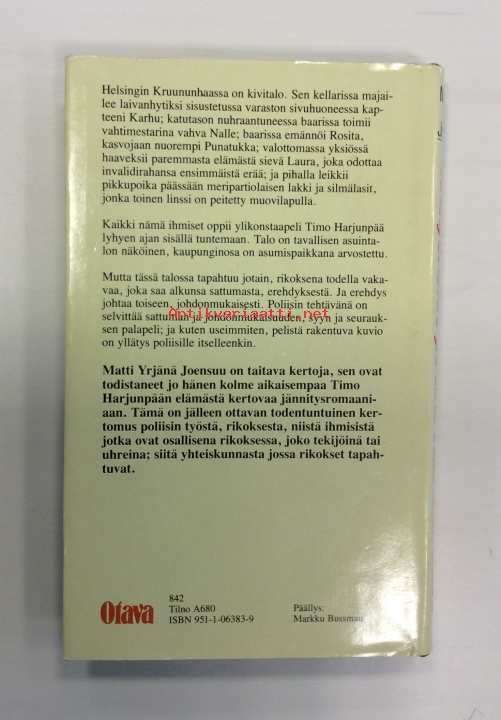 Helsingin Kruununhaassa on kivitalo. Sen kellarissa majai-
lee laivanhytiksi sisustetussa varaston sivuhuoneessa kap-
teeni Karhu; katutason nuhraantuneessa baarissa toimii
vahtimestarina vahva Nalle; baarissa emännöi Rosita,
kasvojaan nuorempi Punatukka; valottomassa yksiössä
haaveksii paremmasta elämästä sievä Laura, joka odottaa
invalidirahansa ensimmäistä erää; ja pihalla leikkii
pikkupoika päässään meripartiolaisen lakki ja silmälasit,
jonka toinen linssi on peitetty muovilapulla.
Kaikki nämä ihmiset oppii ylikonstaapeli Timo Harjunpää
lyhyen ajan sisällä tuntemaan. Talo on tavallisen asuinta-
lon näköinen, kaupunginosa on asumispaikkana arvostettu.
Mutta tässä talossa tapahtuu jotain, rikoksena todella vaka-
vaa, joka saa alkunsa sattumasta, erehdyksestä. Ja erehdys
johtaa toiseen, johdonmukaisesti. Poliisin tehtävänä on
selvittää sattuman ja johdonmukaisuuden, syyn ja seurauk-
sen palapeli; ja kuten useimmiten, pelistä rakentuva kuvio
on yllätys poliisille itselleenkin.
Matti Yrjänä Joensuu on taitava kertoja, sen ovat
todistaneet jo hänen kolme aikaisempaa Timo
Harjunpään elämästä kertovaa jännitysromaani-
aan. Tämä on jälleen ottavan todentuntuinen ker-
tomus poliisin työstä, rikoksesta, niistä ihmisistä
jotka ovat osallisena rikoksessa, joko tekijöinä tai
uhreina; siitä yhteiskunnasta jossa rikokset tapah-
tuvat.
Antikvariaatti.net
Otava
842
Tilno A680
ISBN 951-1-06383-9
Päällys:
Markku Bussman